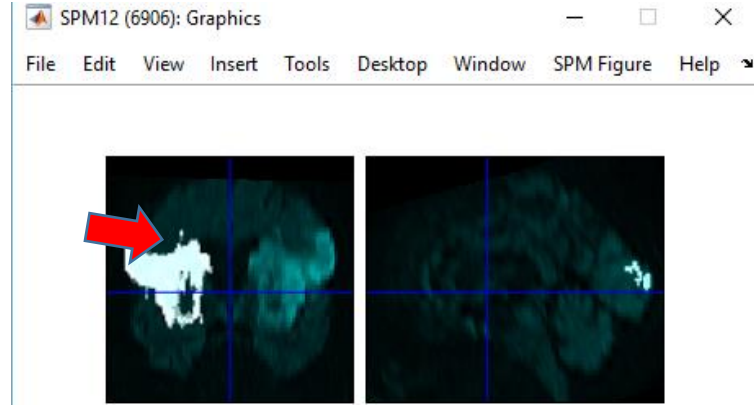 SPM12 (6906): Graphics
File Edit View Insert Tools Desktop Window SPM Figure Help